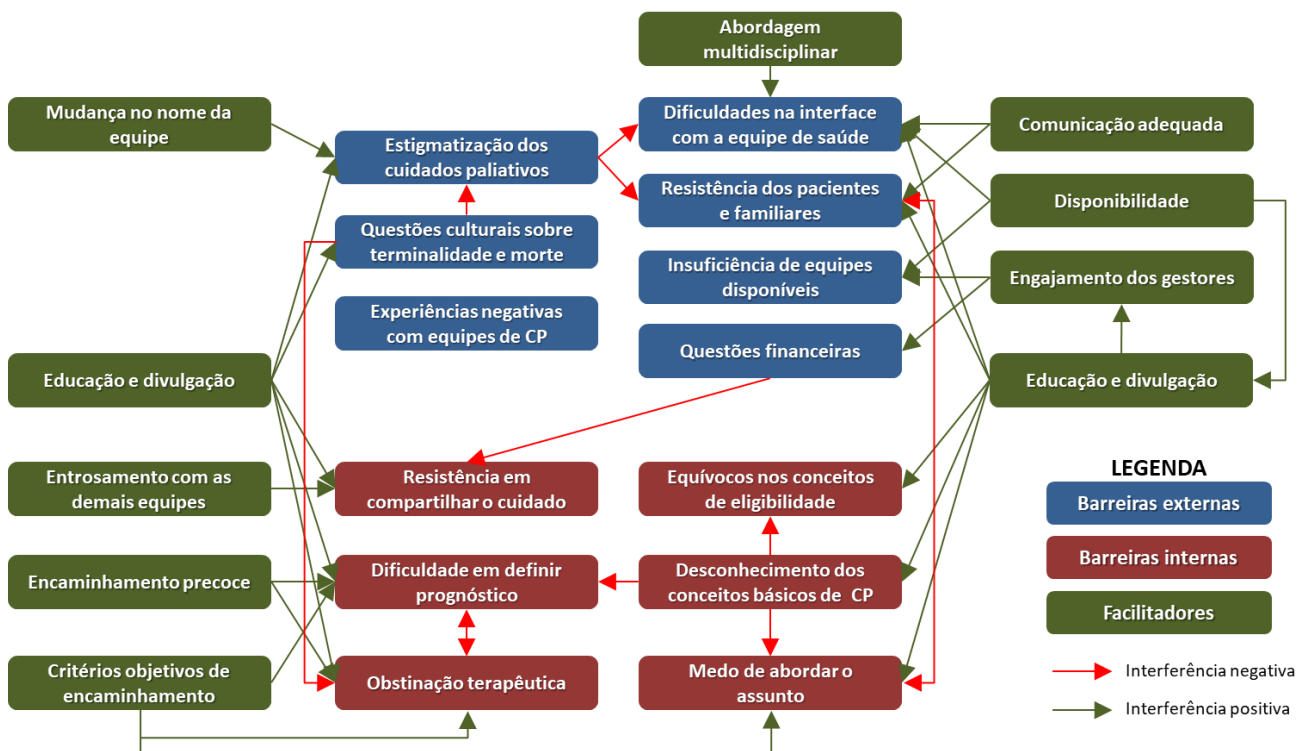 Abordagem
multidisciplinar
Mudança no nome da
equipe
Estigmatização dos
cuidados paliativos
Dificuldades na interface
com a equipe de saúde
Comunicação adequada
Resistência dos pacientes
e familiares
Disponibilidade
Questões culturais sobre
terminalidade e morte
Insuficiência de equipes
disponíveis
Engajamento dos gestores
Experiências negativas
com equipes de CP
Questões financeiras
Educação e divulgação
Educação e divulgação
Entrosamento com as
demais equipes
Resistência em
compartilhar o cuidado
Equívocos nos conceitos
de eligibilidade
Encaminhamento precoce
Dificuldade em definir
prognóstico
Desconhecimento dos
conceitos básicos de CP
Critérios objetivos de
encaminhamento
Obstinação terapêutica
Medo de abordar o
assunto
LEGENDA
Barreiras externas
Barreiras internas
Facilitadores
Interferência negativa
Interferência positiva